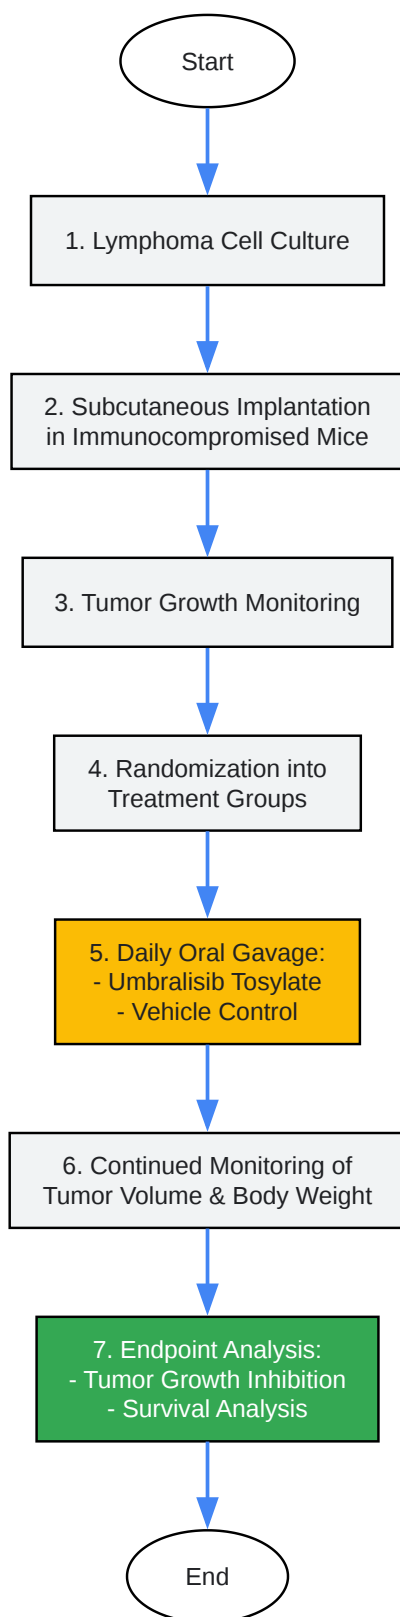 Start
1. Lymphoma Cell Culture
2. Subcutaneous Implantation
in Immunocompromised Mice
3. Tumor Growth Monitoring
4. Randomization into
Treatment Groups
5. Daily Oral Gavage:
- Umbralisib Tosylate
- Vehicle Control
6. Continued Monitoring of
Tumor Volume & Body Weight
7. Endpoint Analysis:
- Tumor Growth Inhibition
- Survival Analysis
End